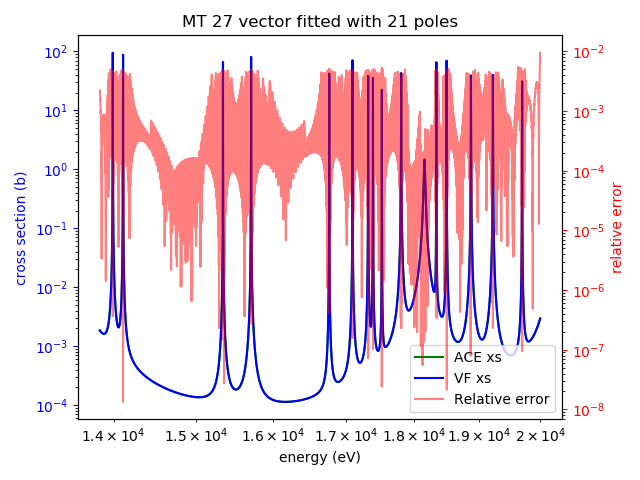 MT 27 vector fitted with 21 poles
cross section (b)
10² 10¹ 10⁰ 10⁻¹ 10⁻² 10⁻³ 10⁻⁴
10⁻² 10⁻³ 10⁻⁴ 10⁻⁵ 10⁻⁶ 10⁻⁷ 10⁻⁸
relative error
ACE xs
VF xs
Relative error
1.4 × 10⁴ 1.5 × 10⁴ 1.6 × 10⁴ 1.7 × 10⁴ 1.8 × 10⁴ 1.9 × 10⁴ 2 × 10⁴
energy (eV)